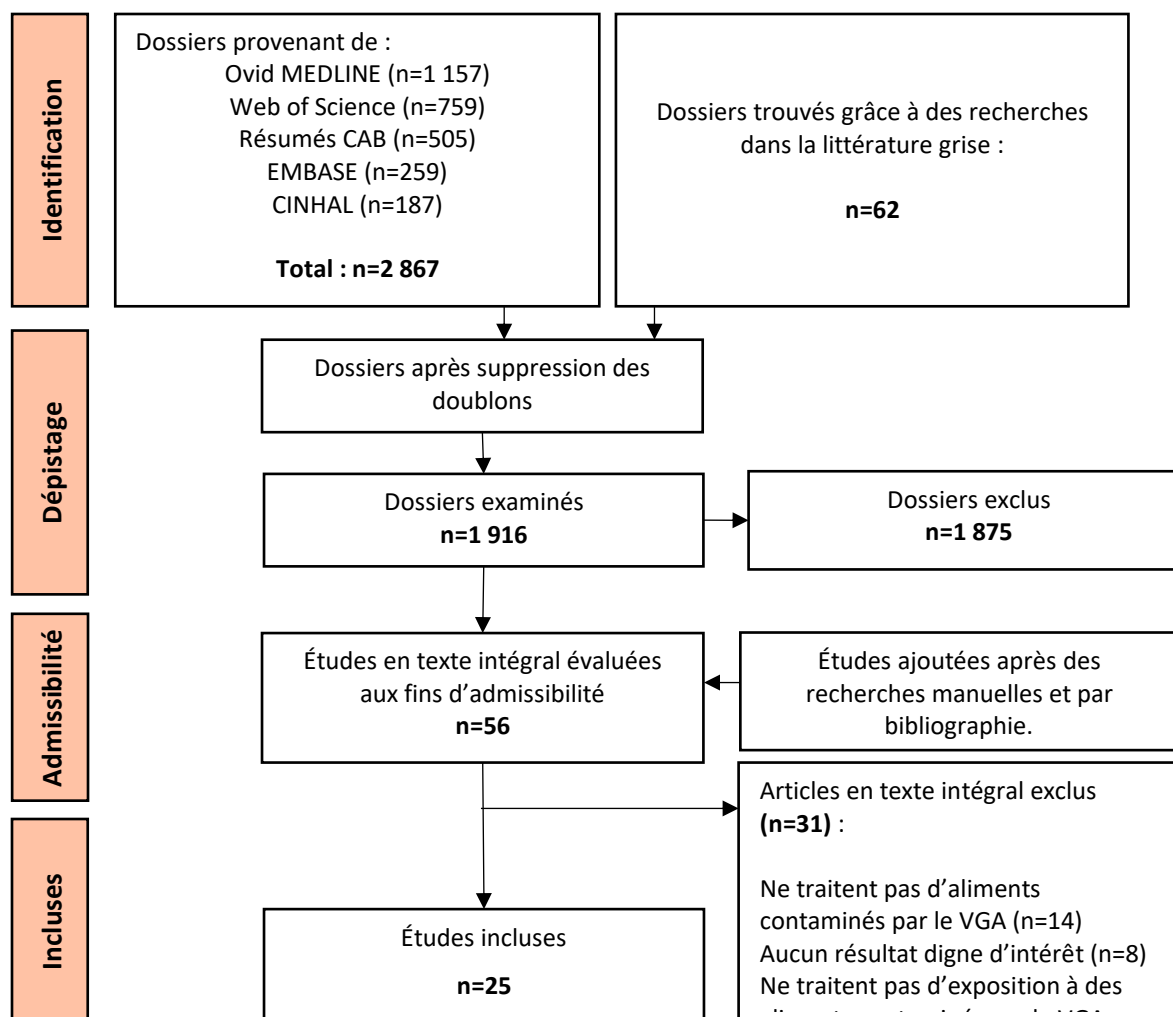 Identification
Dossiers provenant de :
Ovid MEDLINE (n=1 157)
Web of Science (n=759)
Résumés CAB (n=505)
EMBASE (n=259)
CINHAL (n=187)
Total : n=2 867
Dossiers trouvés grâce à des recherches
dans la littérature grise :
n=62
Dépistage
Dossiers après suppression des
doublons
Dossiers examinés
n=1 916
Dossiers exclus
n=1 875
Admissibilité
Études en texte intégral évaluées
aux fins d’admissibilité
n=56
Études ajoutées après des
recherches manuelles et par
bibliographie.
Incluses
Études incluses
n=25
Articles en texte intégral exclus
(n=31) :
Ne traitent pas d’aliments
contaminés par le VGA (n=14)
Aucun résultat digne d’intérêt (n=8)
Ne traitent pas d’exposition à des